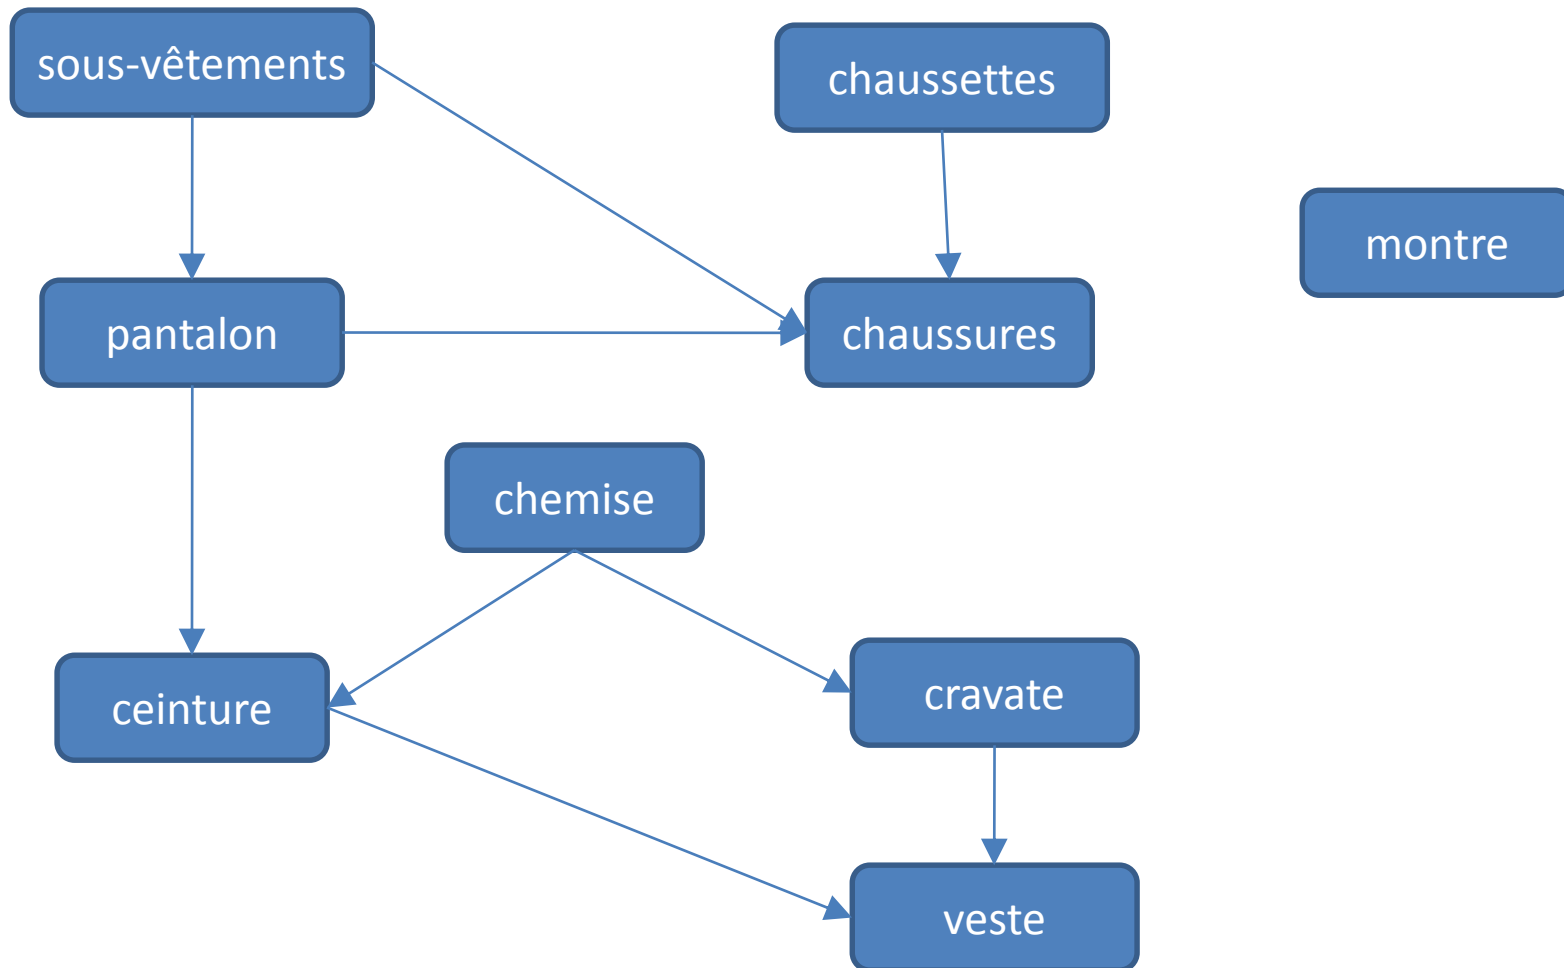 sous-vêtements
chaussettes
montre
pantalon
chaussures
chemise
ceinture
cravate
veste